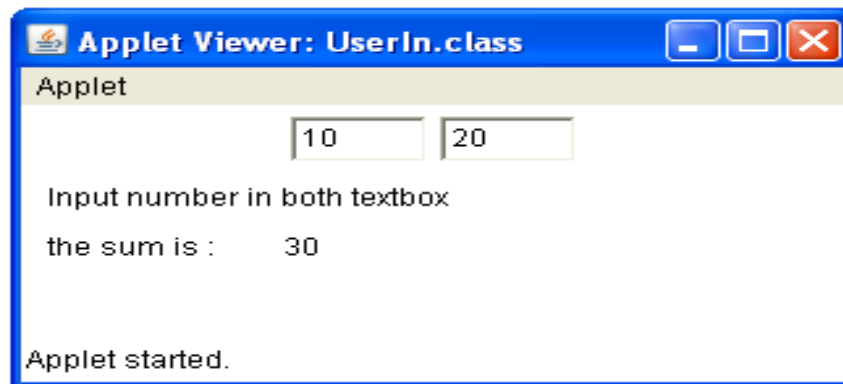 Applet Viewer: UserIn.class
Applet
10 20
Input number in both textbox
the sum is : 30
Applet started.